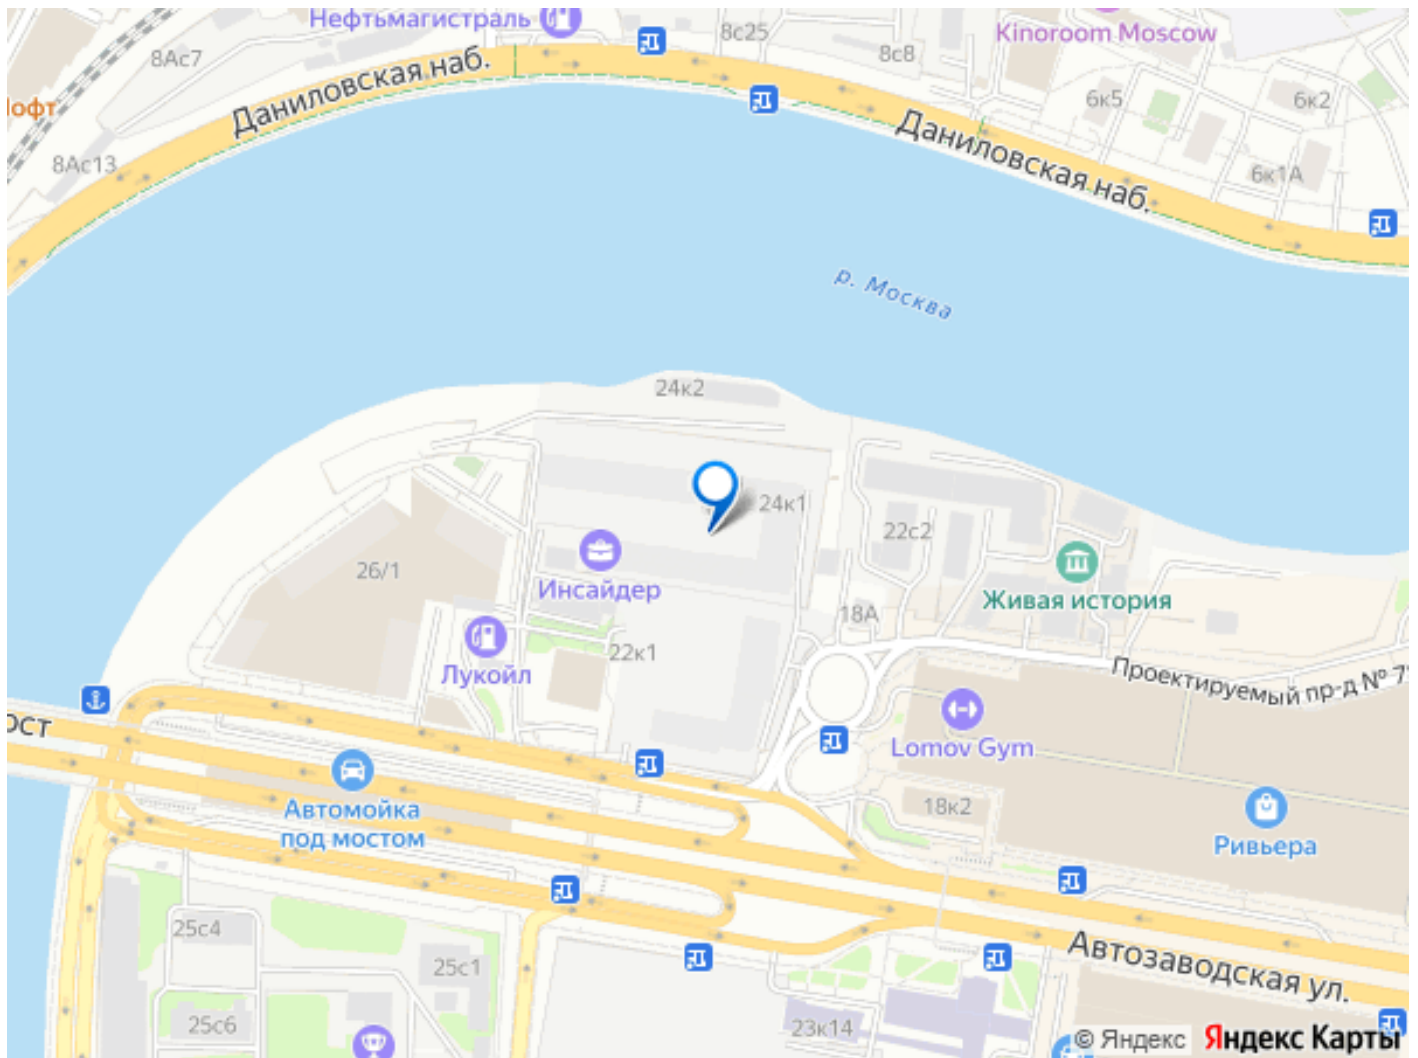 Нефтьмагистраль
8с25
8с8
Kinoroom Moscow
8Ас7
Даниловская наб.
6к5
6к2
Лофт
8Ас13
Даниловская наб.
6к1А
р. Москва
24к2
24к1
22с2
26/1
Инсайдер
Живая история
18А
22к1
Лукойл
Проектируемый пр-д № 7
ост
Lomov Gym
Автомойка
под мостом
18к2
Ривьера
25с4
Автозаводская ул.
25с1
25с6
23к14
© Яндекс Яндекс Карты